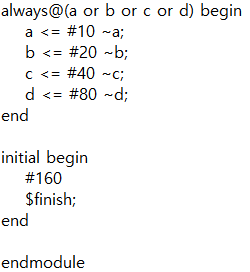 always@(a or b or c or d) begin
a <= #10 ~a;
b <= #20 ~b;
c <= #40 ~c;
d <= #80 ~d;
end
initial begin
#160
$finish;
end
endmodule